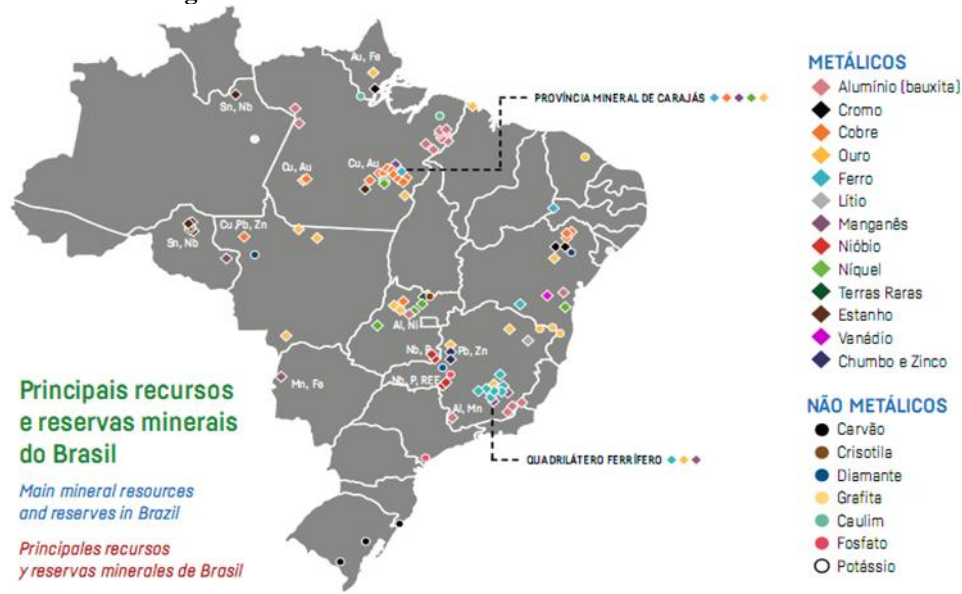 Au, Fe
Sn, Nb
PROVÍNCIA MINERAL DE CARAJÁS
Cu, Au
Cu, Au
Cu,Pb, Zn
Sn, Nb
Al, Ni
Nb, P
Pb, Zn
Nb, P, REE
Mn, Fe
Al, Mn
QUADRILÁTERO FERRÍFERO
Principais recursos
e reservas minerais
do Brasil
Main mineral resources
and reserves in Brazil
Principales recursos
y reservas minerales de Brasil
METÁLICOS
Alumínio (bauxita)
Cromo
Cobre
Ouro
Ferro
Lítio
Manganês
Nióbio
Níquel
Terras Raras
Estanho
Vanádio
Chumbo e Zinco
NÃO METÁLICOS
Carvão
Crisotila
Diamante
Grafita
Caulim
Fosfato
Potássio